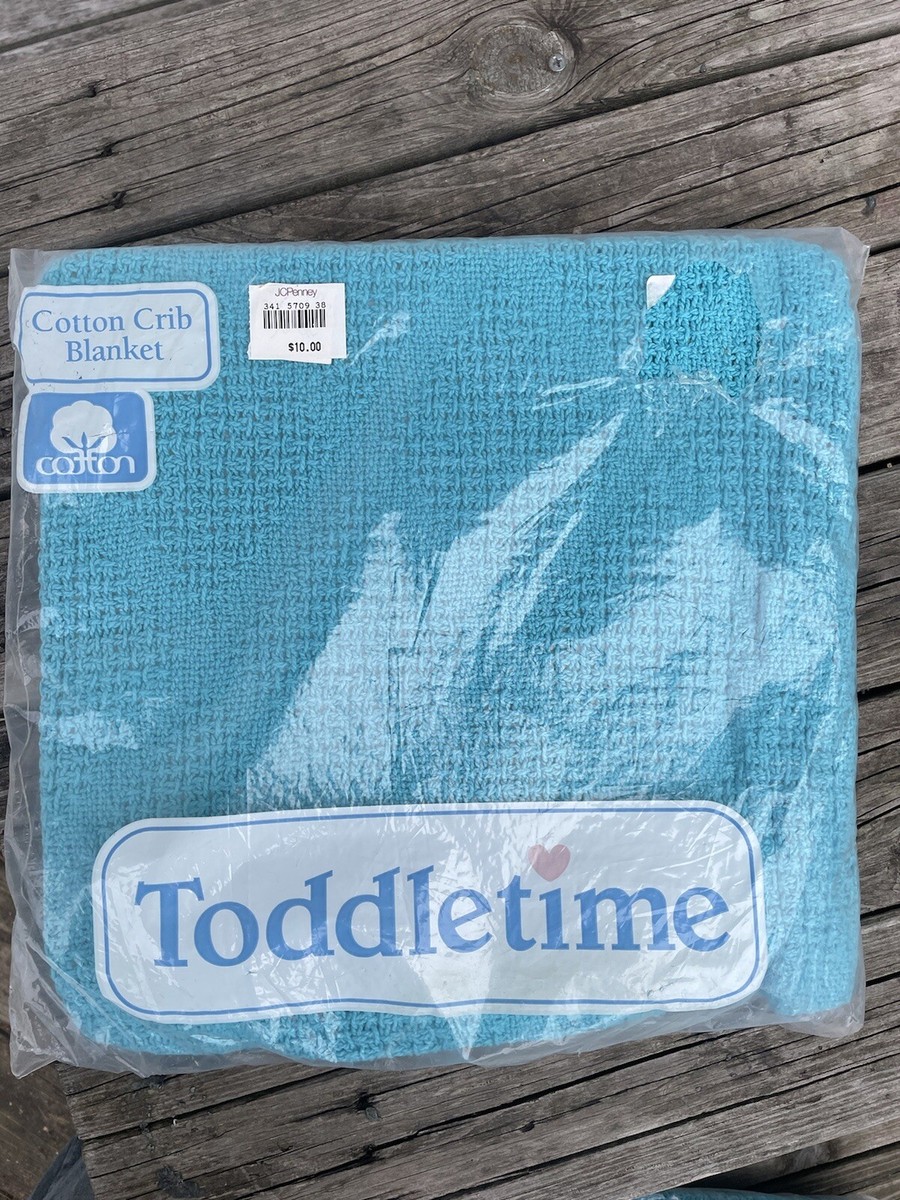 Cotton Crib
Blanket
JCPenney
341 5709 38
$10.00
cotton
Toddletime